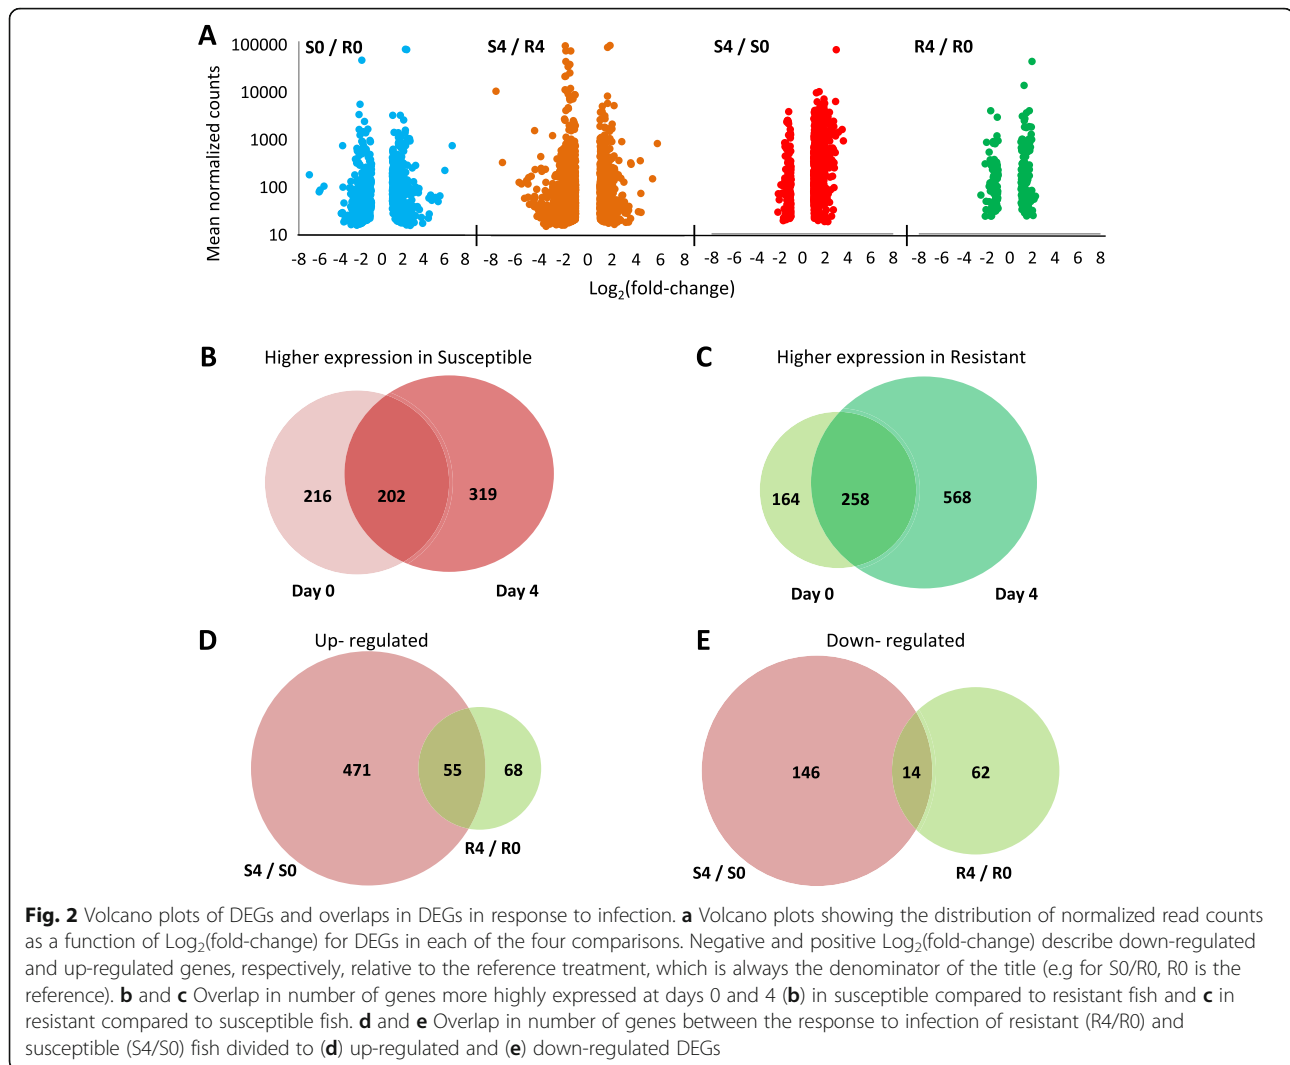 A
S0 / R0
S4 / R4
S4 / S0
R4 / R0
Mean normalized counts
100000
10000
1000
100
10
-8 -6 -4 -2 0 2 4 6 8 -8 -6 -4 -2 0 2 4 6 8 -8 -6 -4 -2 0 2 4 6 8 -8 -6 -4 -2 0 2 4 6 8
Log2(fold-change)
B
Higher expression in Susceptible
216
202
319
Day 0
Day 4
C
Higher expression in Resistant
164
258
568
Day 0
Day 4
D
Up- regulated
471
55
68
R4 / R0
S4 / S0
E
Down- regulated
146
14
62
S4 / S0
R4 / R0
Fig. 2 Volcano plots of DEGs and overlaps in DEGs in response to infection. a Volcano plots showing the distribution of normalized read counts
as a function of Log2(fold-change) for DEGs in each of the four comparisons. Negative and positive Log2(fold-change) describe down-regulated
and up-regulated genes, respectively, relative to the reference treatment, which is always the denominator of the title (e.g for S0/R0, R0 is the
reference). b and c Overlap in number of genes more highly expressed at days 0 and 4 (b) in susceptible compared to resistant fish and c in
resistant compared to susceptible fish. d and e Overlap in number of genes between the response to infection of resistant (R4/R0) and
susceptible (S4/S0) fish divided to (d) up-regulated and (e) down-regulated DEGs